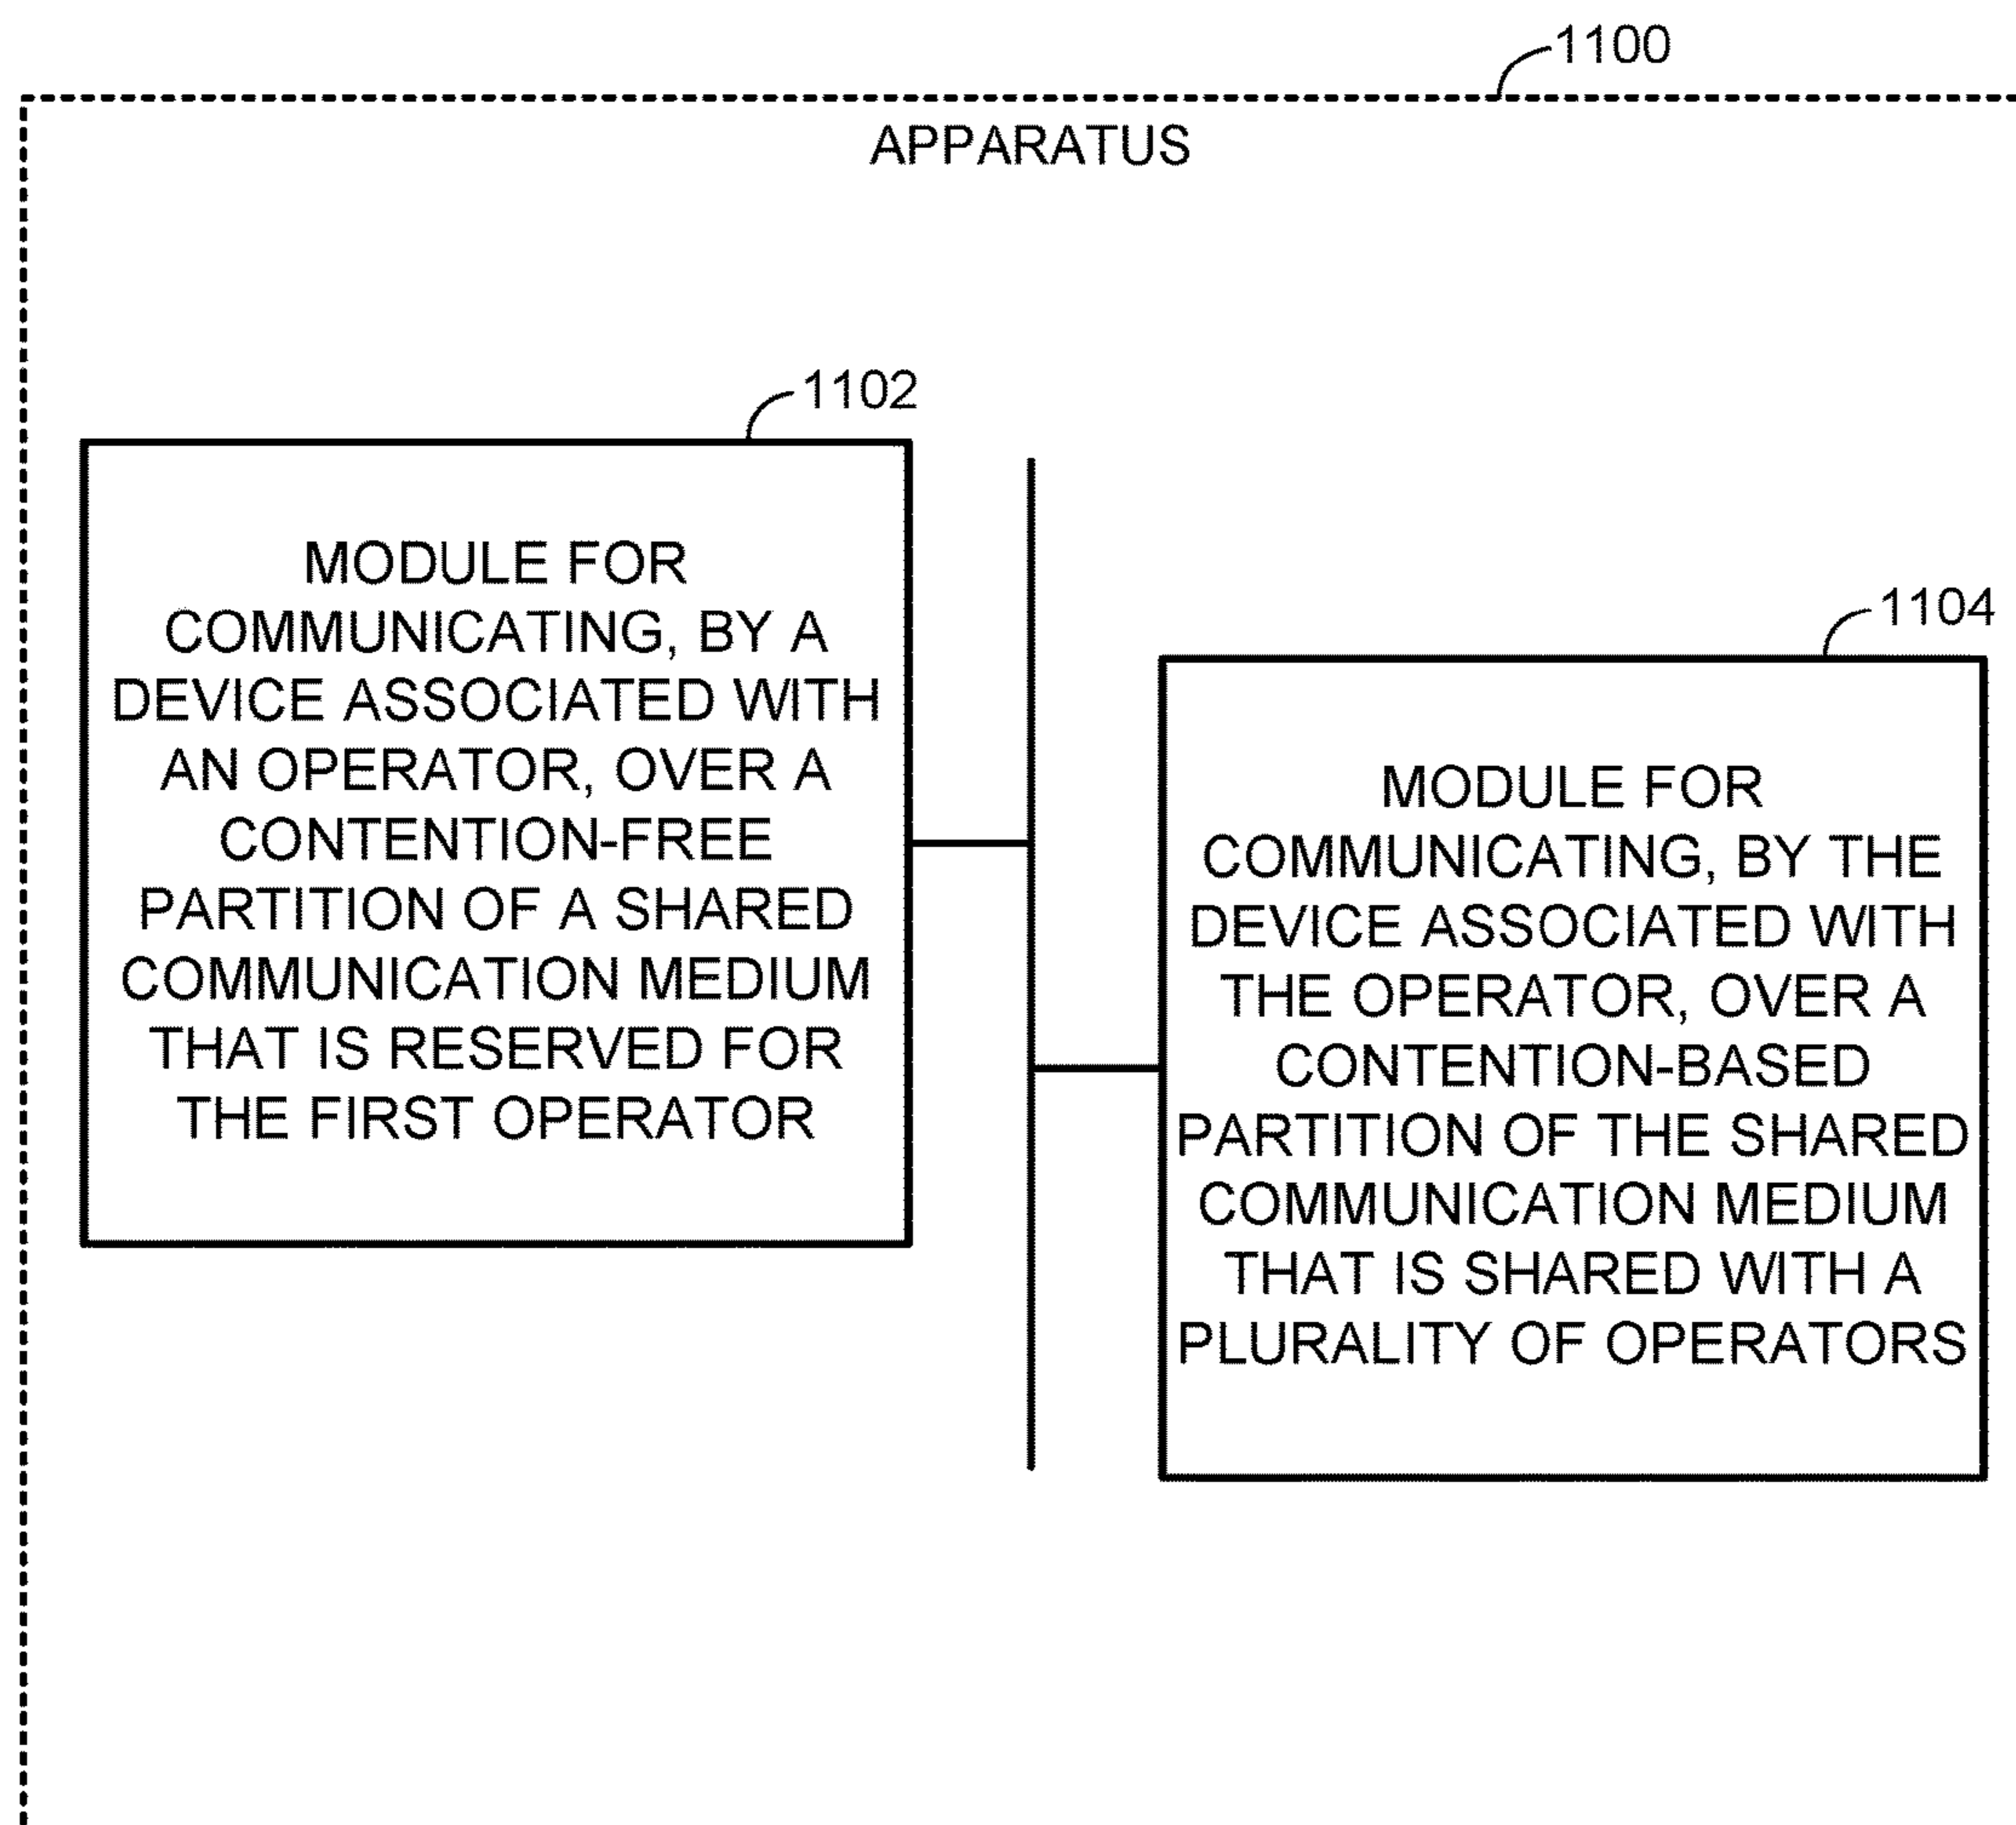 1100
APPARATUS
1102
MODULE FOR
COMMUNICATING, BY A
DEVICE ASSOCIATED WITH
AN OPERATOR, OVER A
CONTENTION-FREE
PARTITION OF A SHARED
COMMUNICATION MEDIUM
THAT IS RESERVED FOR
THE FIRST OPERATOR
1104
MODULE FOR
COMMUNICATING, BY THE
DEVICE ASSOCIATED WITH
THE OPERATOR, OVER A
CONTENTION-BASED
PARTITION OF THE SHARED
COMMUNICATION MEDIUM
THAT IS SHARED WITH A
PLURALITY OF OPERATORS